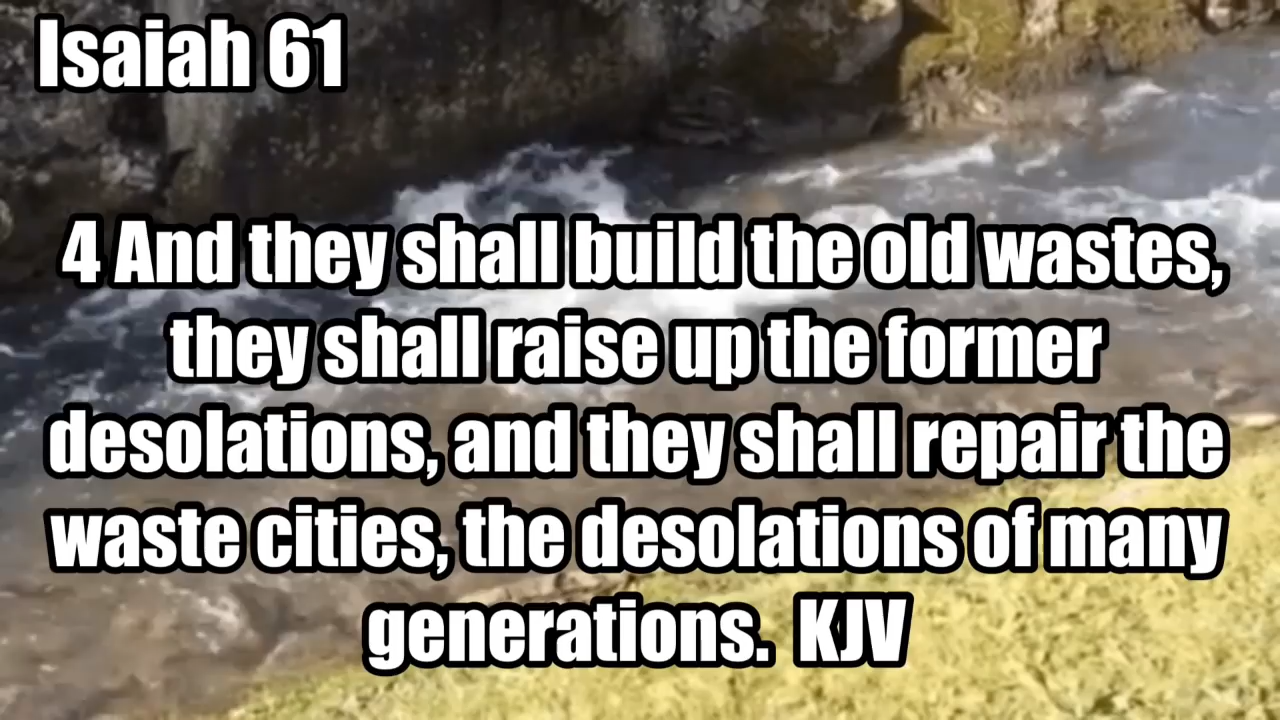 Isaiah 61
4 And they shall build the old wastes,
they shall raise up the former
desolations, and they shall repair the
waste cities, the desolations of many
generations.  KJV